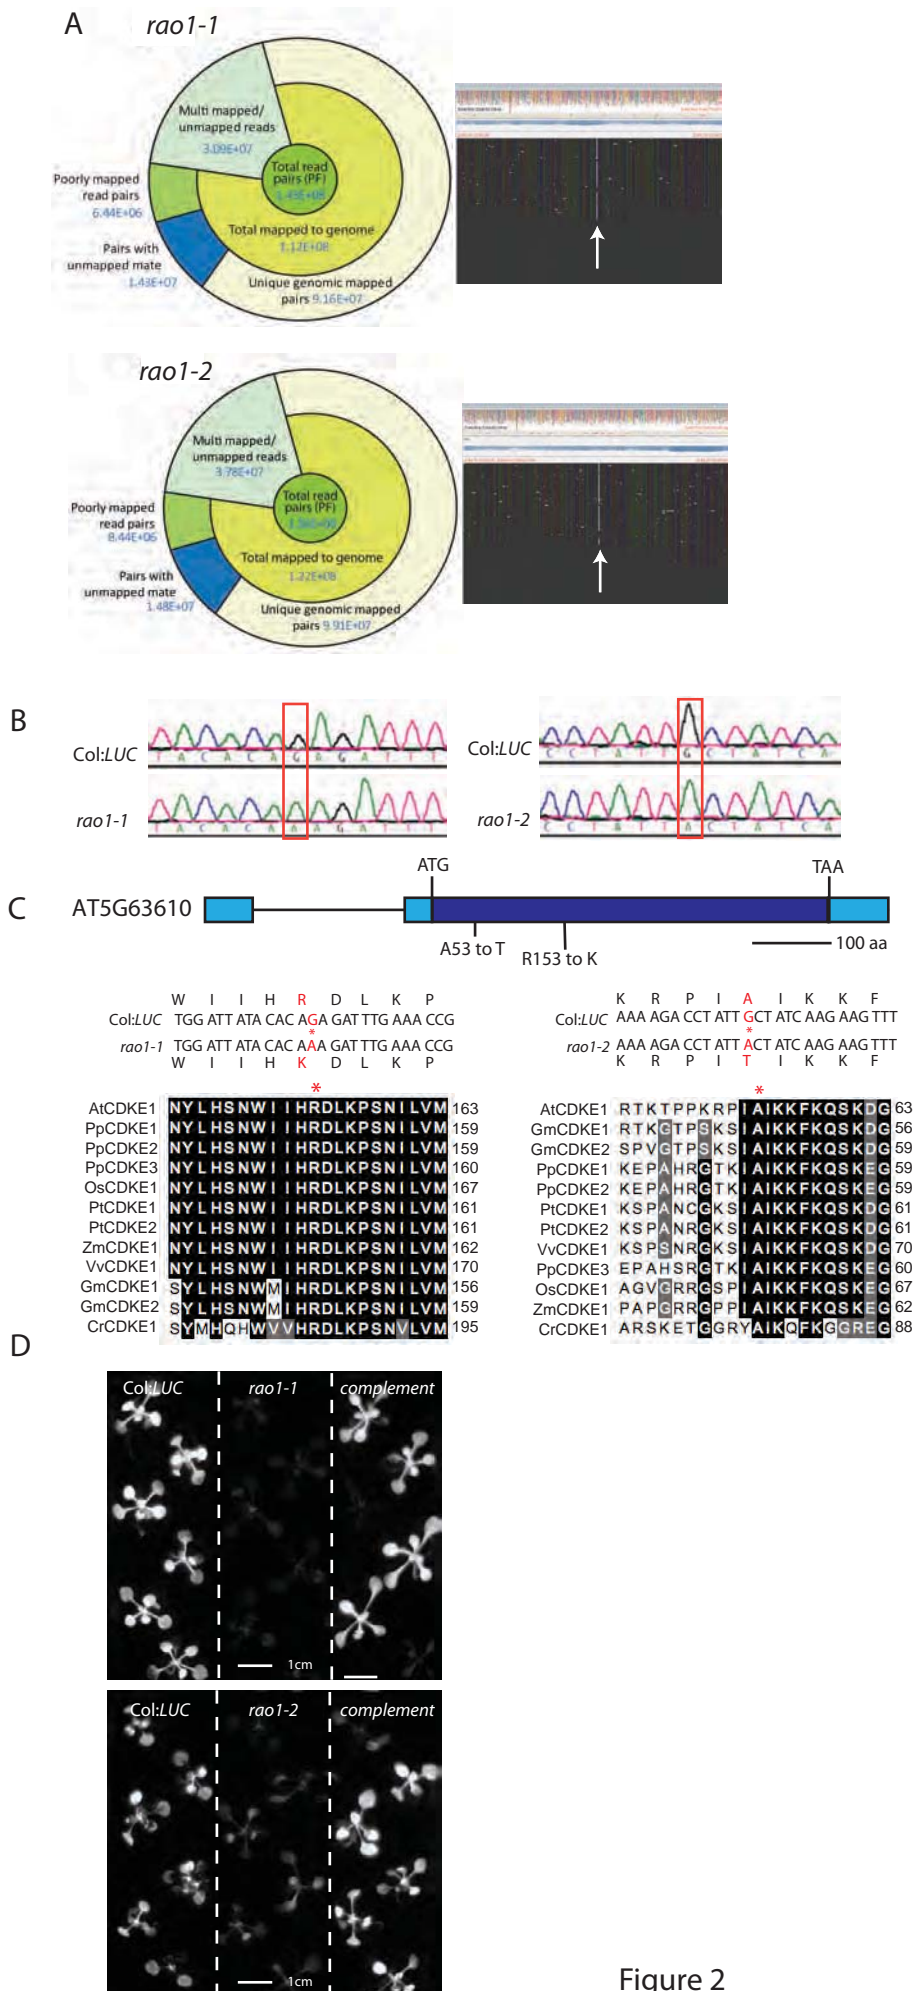 A
rao1-1
Multi mapped/
unmapped reads
3.09E+07
Total read
pairs (PF)
1.43E+08
Poorly mapped
read pairs
6.44E+06
Total mapped to genome
1.12E+08
Pairs with
unmapped mate
1.43E+07
Unique genomic mapped
pairs 9.16E+07
rao1-2
Multi mapped/
unmapped reads
3.78E+07
Total read
pairs (PF)
Poorly mapped
read pairs
8.44E+06
Total mapped to genome
1.22E+08
Pairs with
unmapped mate
1.48E+07
Unique genomic mapped
pairs 9.91E+07
B
Col:LUC
T A C A C A G A G A T T T
rao1-1
T A C A C A A A G A T T T
Col:LUC
C C T A T T G C T A T C A
rao1-2
C C T A T T A C T A T C A
C
AT5G63610
ATG
TAA
A53 to T
R153 to K
100 aa
W I I H R D L K P
Col:LUC TGG ATT ATA CAC AGA GAT TTG AAA CCG
*
rao1-1 TGG ATT ATA CAC AAA GAT TTG AAA CCG
W I I H K D L K P
*
AtCDKE1 NYLHSNWIIHRDLKPSNILVM 163
PpCDKE1 NYLHSNWIIHRDLKPSNILVM 159
PpCDKE2 NYLHSNWIIHRDLKPSNILVM 159
PpCDKE3 NYLHSNWIIHRDLKPSNILVM 160
OsCDKE1 NYLHSNWIIHRDLKPSNILVM 167
PtCDKE1 NYLHSNWIIHRDLKPSNILVM 161
PtCDKE2 NYLHSNWIIHRDLKPSNILVM 161
ZmCDKE1 NYLHSNWIIHRDLKPSNILVM 162
VvCDKE1 NYLHSNWIIHRDLKPSNILVM 170
GmCDKE1 SYLHSNWMIHRDLKPSNILVM 156
GmCDKE2 SYLHSNWMIHRDLKPSNILVM 159
CrCDKE1 SYMHQHWVVHRDLKPSNVLVM 195
K R P I A I K K F
Col:LUC AAA AGA CCT ATT GCT ATC AAG AAG TTT
*
rao1-2 AAA AGA CCT ATT ACT ATC AAG AAG TTT
K R P I T I K K F
*
AtCDKE1 RTKTPPKRPIAIKKFKQSKDG 63
GmCDKE1 RTKGTPSKSIAIKKFKQSKDG 56
GmCDKE2 SPVGTPSKSIAIKKFKQSKDG 59
PpCDKE1 KEPAHRGTKIAIKKFKQSKEG 59
PpCDKE2 KEPAHRGTKIAIKKFKQSKEG 60
PtCDKE1 KSPANCGKSIAIKKFKQSKDG 61
PtCDKE2 KSPANRGKSIAIKKFKQSKDG 61
VvCDKE1 KSPSNRGKSIAIKKFKQSKDG 70
PpCDKE3 EPAHSRGTKIAIKKFKQSKEG 60
OsCDKE1 AGVGRRGSPIAIKKFKQSKEG 67
ZmCDKE1 PAPGRRGPPIAIKKFKQSKEG 62
CrCDKE1 ARSKETGGRYAIKQFKGGREG 88
D
Col:LUC
rao1-1
complement
1cm
Col:LUC
rao1-2
complement
1cm
Figure 2